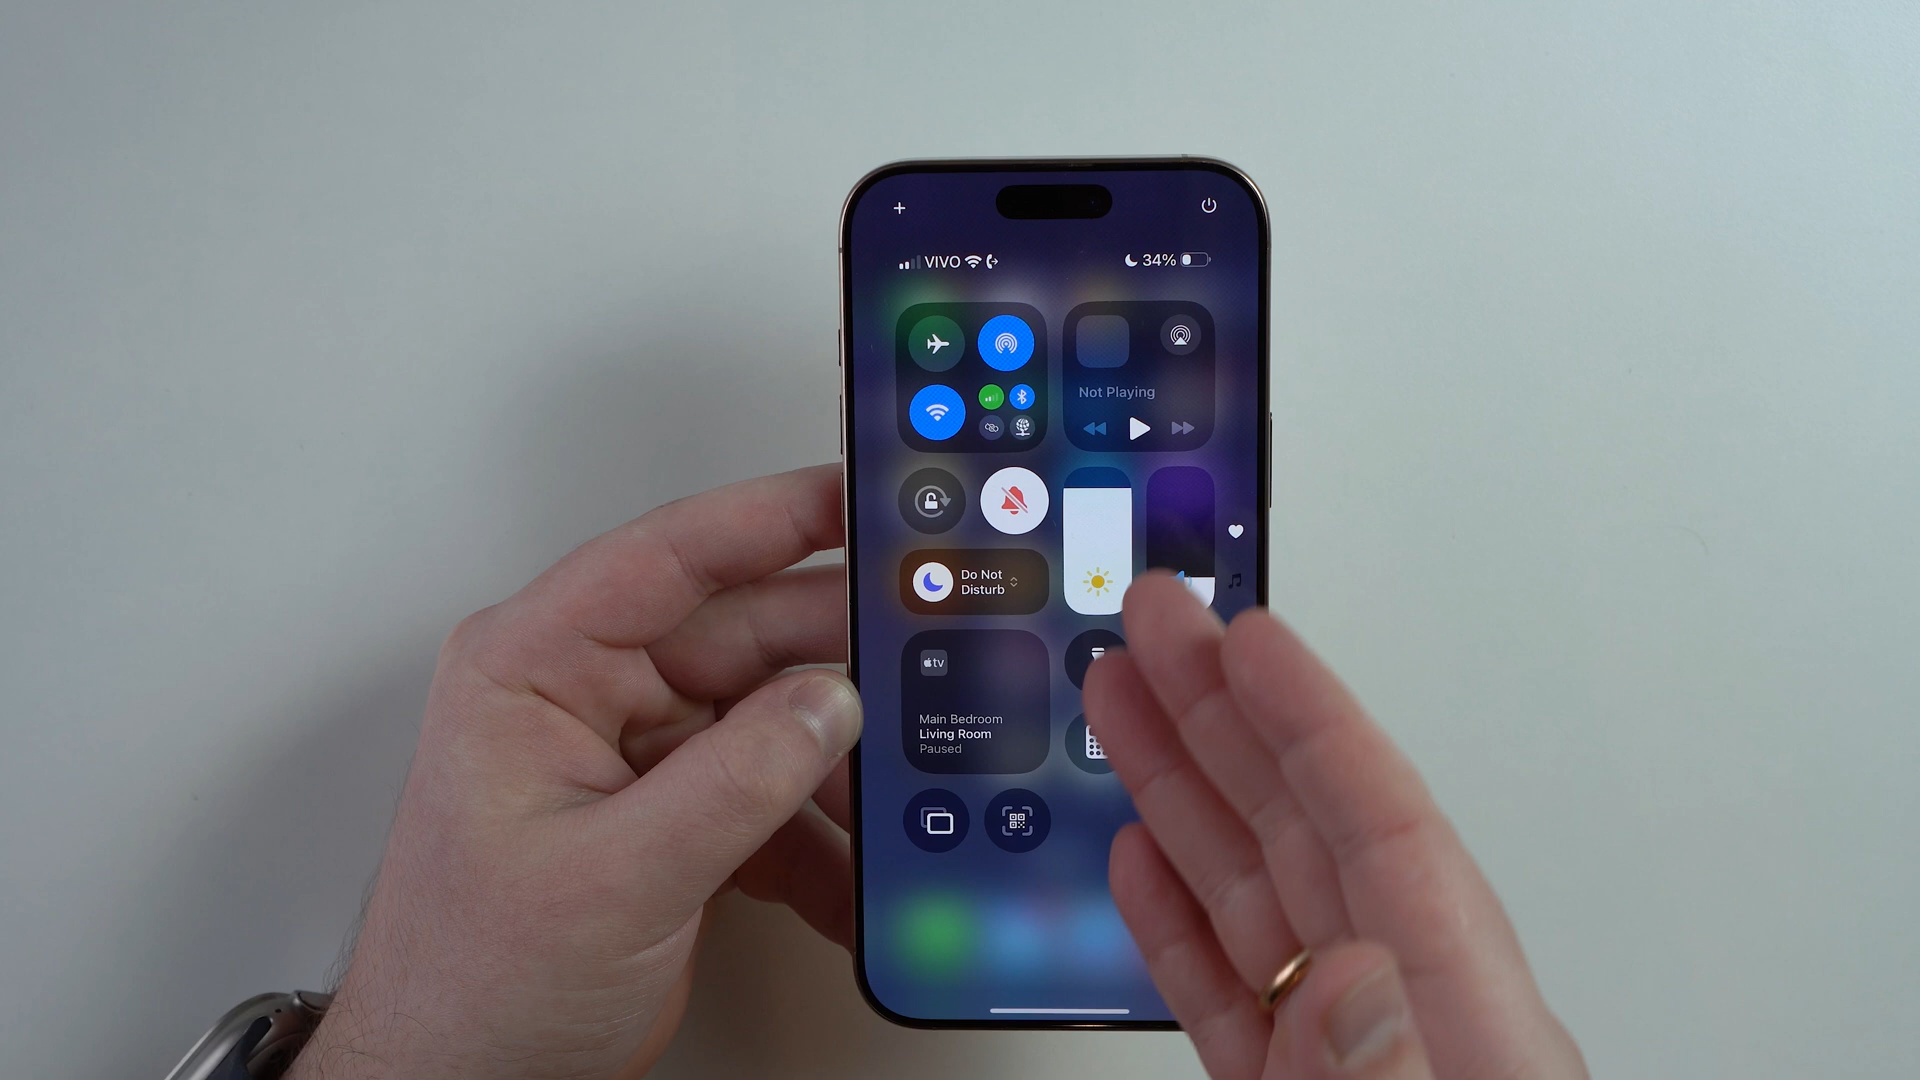 VIVO 34%
Not Playing
Do Not
Disturb
tv
Main Bedroom
Living Room
Paused